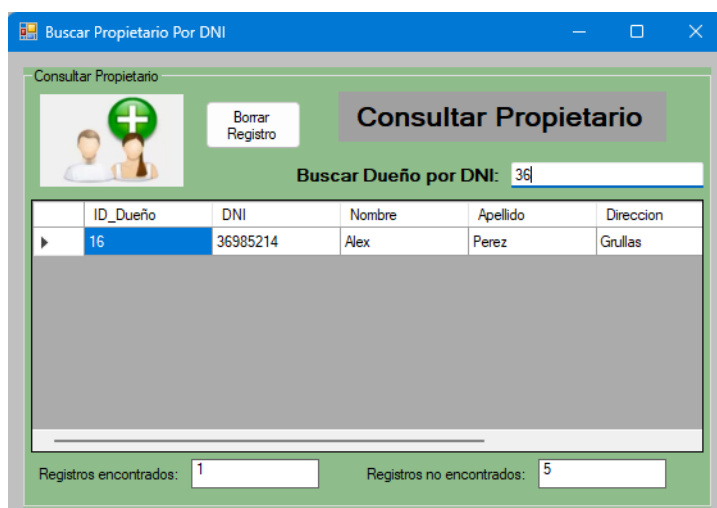 Buscar Propietario Por DNI
Consultar Propietario
Borrar
Registro
Consultar Propietario
Buscar Dueño por DNI: 36
ID_Dueño DNI Nombre Apellido Direccion
16 36985214 Alex Perez Grullas
Registros encontrados: 1 Registros no encontrados: 5